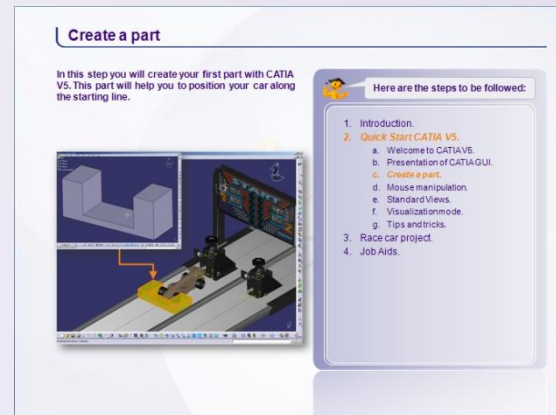 Create a part
In this step you will create your first part with CATIA
V5. This part will help you to position your car along
the starting line.
Here are the steps to be followed:
1. Introduction.
2. Quick Start CATIA V5.
a. Welcome to CATIA V5.
b. Presentation of CATIA GUI.
c. Create a part.
d. Mouse manipulation.
e. Standard Views.
f. Visualization mode.
g. Tips and tricks.
3. Race car project.
4. Job Aids.
START